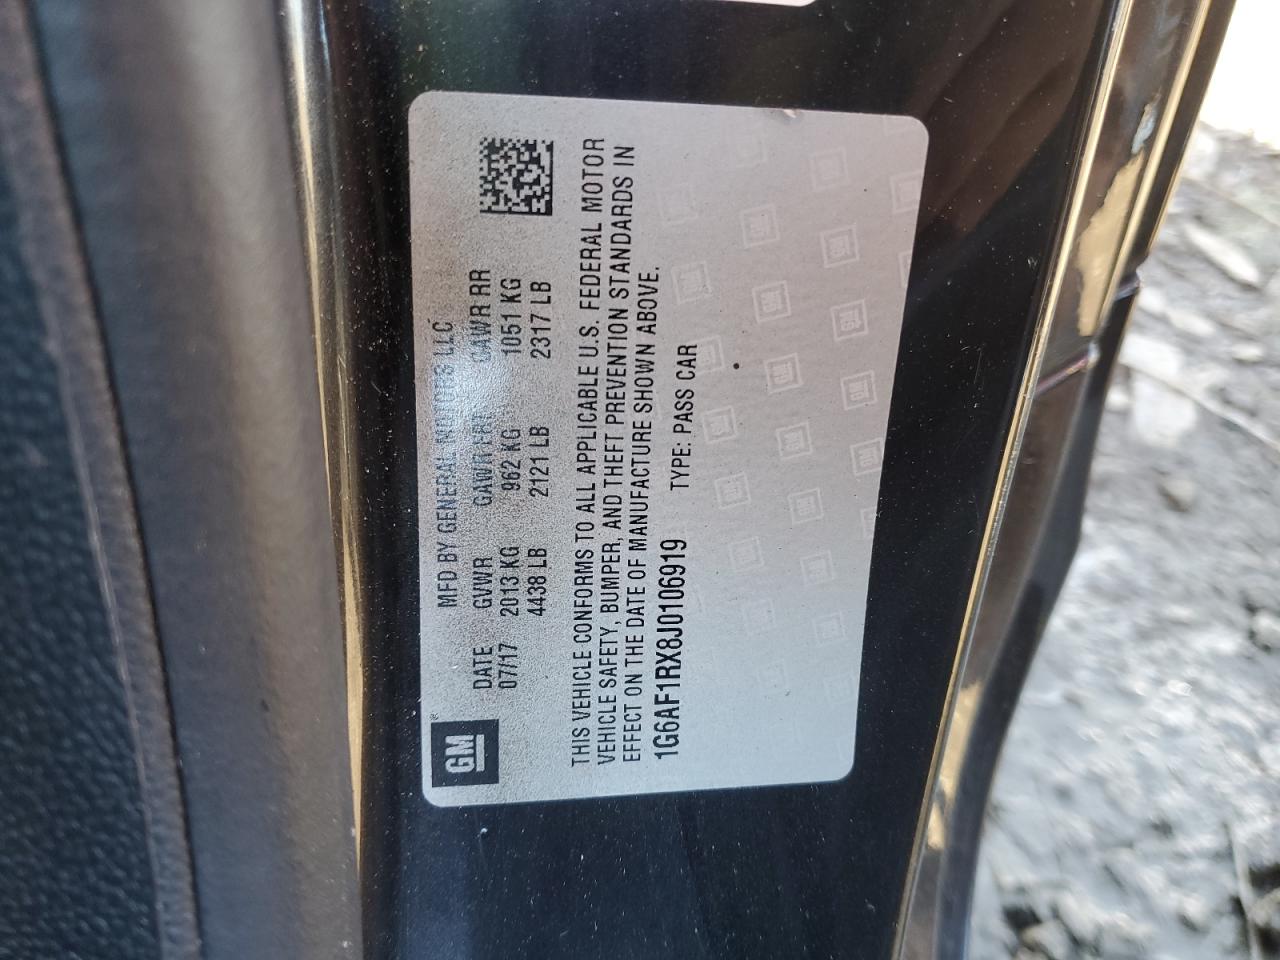 GM
MFD BY GENERAL MOTORS LLC
DATE GVWR GAWR FRT GAWR RR
07/17 2013 KG 962 KG 1051 KG
4438 LB 2121 LB 2317 LB
THIS VEHICLE CONFORMS TO ALL APPLICABLE U.S. FEDERAL MOTOR
VEHICLE SAFETY, BUMPER, AND THEFT PREVENTION STANDARDS IN
EFFECT ON THE DATE OF MANUFACTURE SHOWN ABOVE.
1G6AF1RX8J0106919 TYPE: PASS CAR